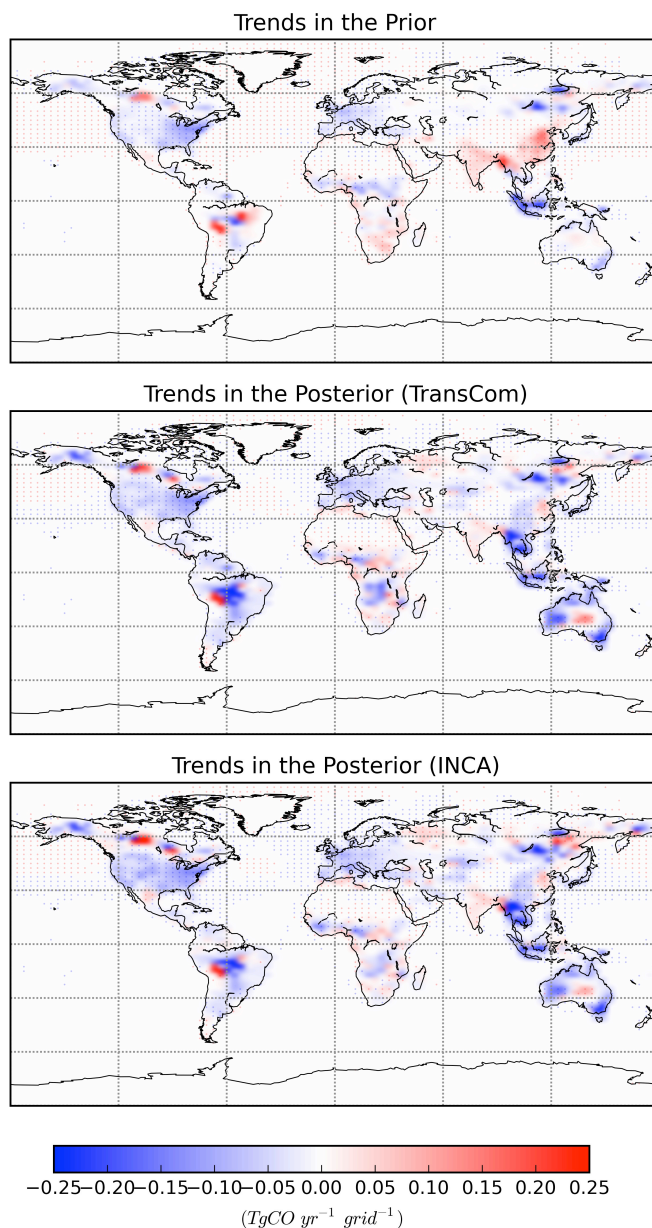 Trends in the Prior
Trends in the Posterior (TransCom)
Trends in the Posterior (INCA)
−0.25−0.20−0.15−0.10−0.05 0.00 0.05 0.10 0.15 0.20 0.25
(TgCO yr⁻¹ grid⁻¹)